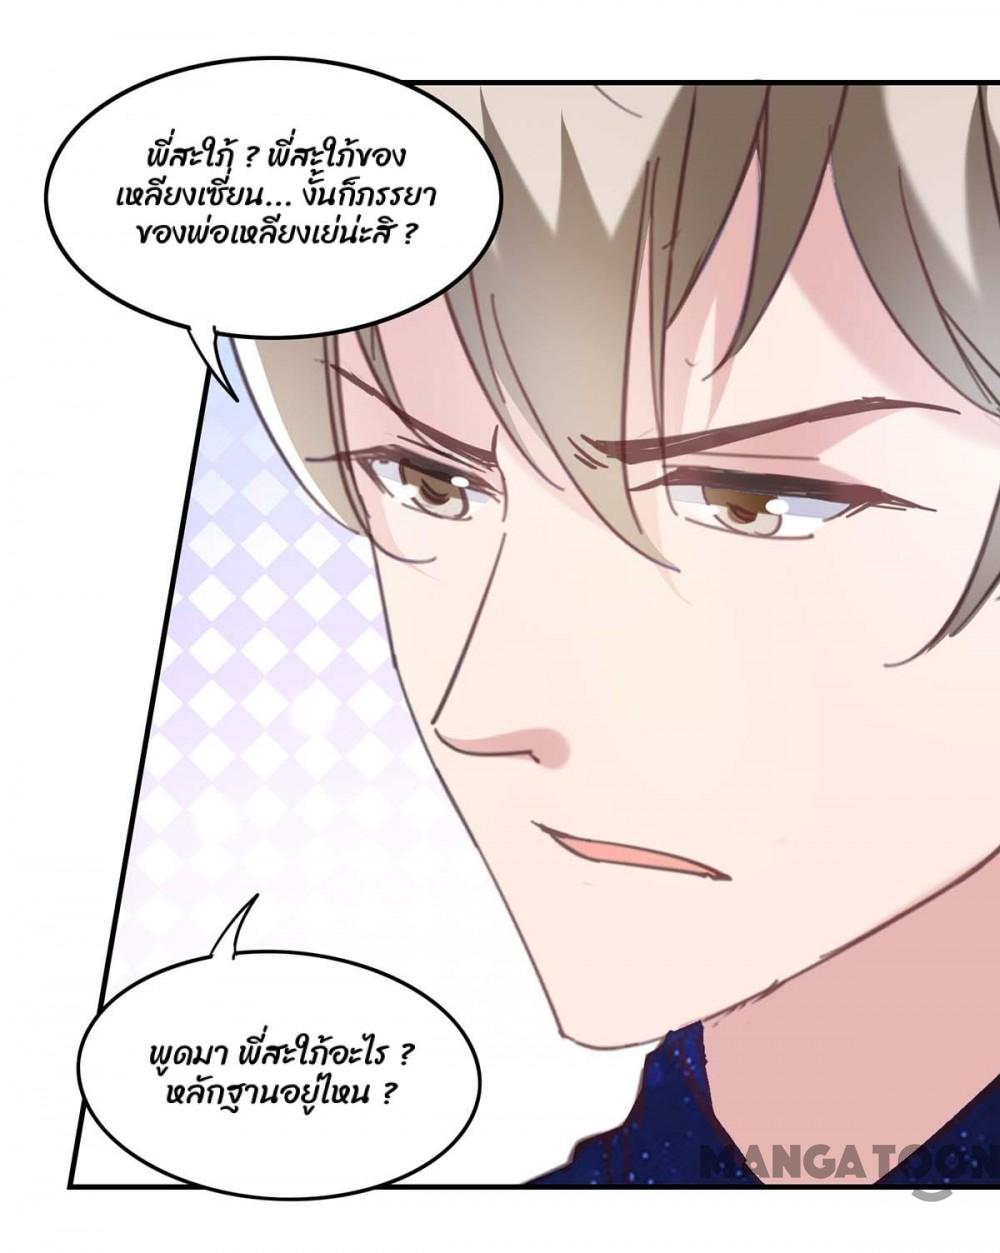 พี่สะใภ้ ? พี่สะใภ้ของ
เหลียงเซี่ยน... งั้นก็ภรรยา
ของพ่อเหลียงเย่น่ะสิ ?
พูดมา พี่สะใภ้อะไร ?
หลักฐานอยู่ไหน ?
MANGATOON